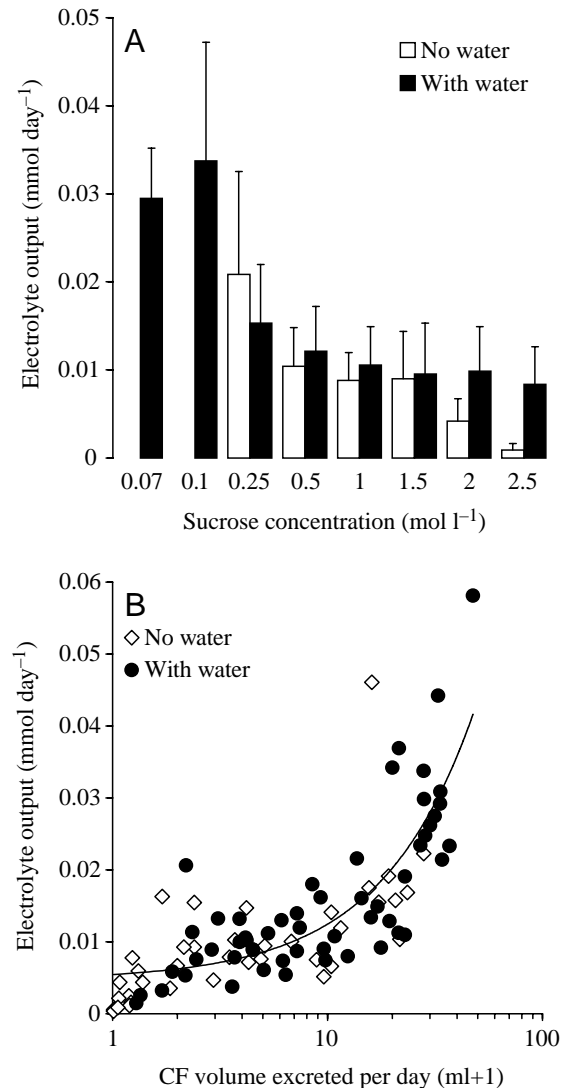 A
No water
With water
Electrolyte output (mmol day⁻¹)
0.05
0.04
0.03
0.02
0.01
0
0.07 0.1 0.25 0.5 1 1.5 2 2.5
Sucrose concentration (mol l⁻¹)
B
No water
With water
Electrolyte output (mmol day⁻¹)
0.06
0.05
0.04
0.03
0.02
0.01
0
1 10 100
CF volume excreted per day (ml+1)